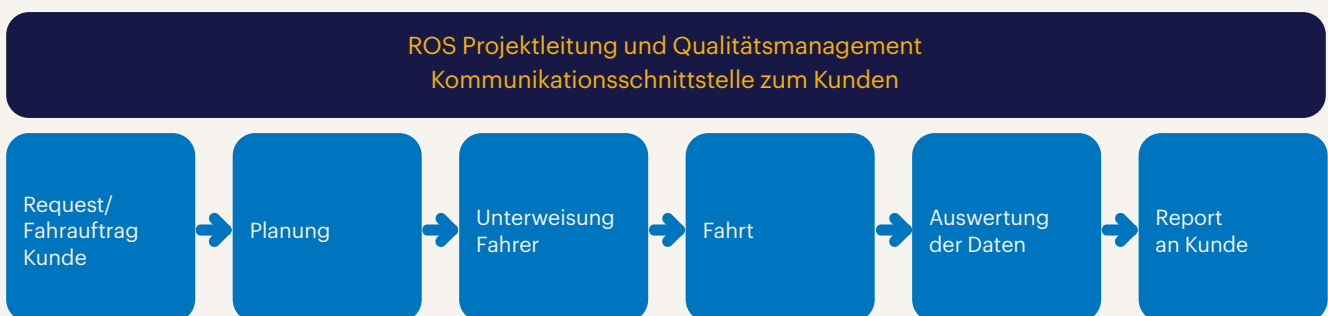 ROS Projektleitung und Qualitätsmanagement
Kommunikationsschnittstelle zum Kunden
Request/
Fahrauftrag
Kunde
Planung
Unterweisung
Fahrer
Fahrt
Auswertung
der Daten
Report
an Kunde